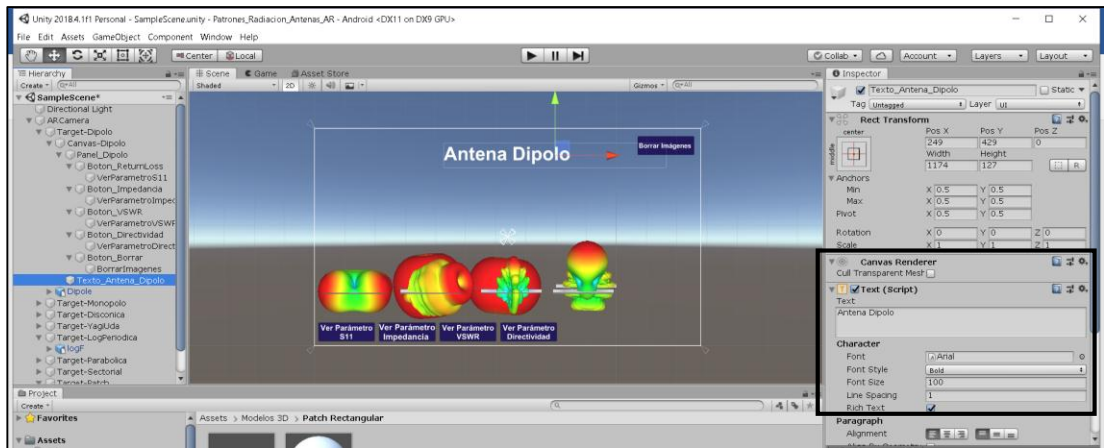 Unity 2018.4.1f1 Personal - SampleScene.unity - Patrones_Radiacion_Antenas_AR - Android <DX11 on DX9 GPU>
File Edit Assets GameObject Component Window Help
Center Local Collab Account Layers Layout
Hierarchy
Create All
SampleScene*
Directional Light
ARCamera
Target-Dipolo
Canvas-Dipolo
Panel_Dipolo
Boton_ReturnLoss
VerParametroS11
Boton_Impedancia
VerParametroImpec
Boton_VSWR
VerParametroVSWR
Boton_Directividad
VerParametroDirect
Boton_Borrar
BorrarImagenes
Texto_Antena_Dipolo
Dipole
Target-Monopolo
Target-Disconica
Target-YagiUda
Target-LogPeriodica
logF
Target-Parabolica
Target-Sectorial
Target-Patch
Scene Game Asset Store
Shaded 2D Gizmos All
Antena Dipolo
Borrar Imágenes
Ver Parámetro S11
Ver Parámetro Impedancia
Ver Parámetro VSWR
Ver Parámetro Directividad
Project
Create
Favorites
Assets
Assets > Modelos 3D > Patch Rectangular
Inspector
Texto_Antena_Dipolo Static
Tag Untagged Layer UI
Rect Transform
center Pos X Pos Y Pos Z
middle 249 429 0
Width Height
1174 127
R
Anchors
Min X 0.5 Y 0.5
Max X 0.5 Y 0.5
Pivot X 0.5 Y 0.5
Rotation X 0 Y 0 Z 0
Scale X 1 Y 1 Z 1
Canvas Renderer
Cull Transparent Mesh
Text (Script)
Text
Antena Dipolo
Character
Font Arial
Font Style Bold
Font Size 100
Line Spacing 1
Rich Text
Paragraph
Alignment